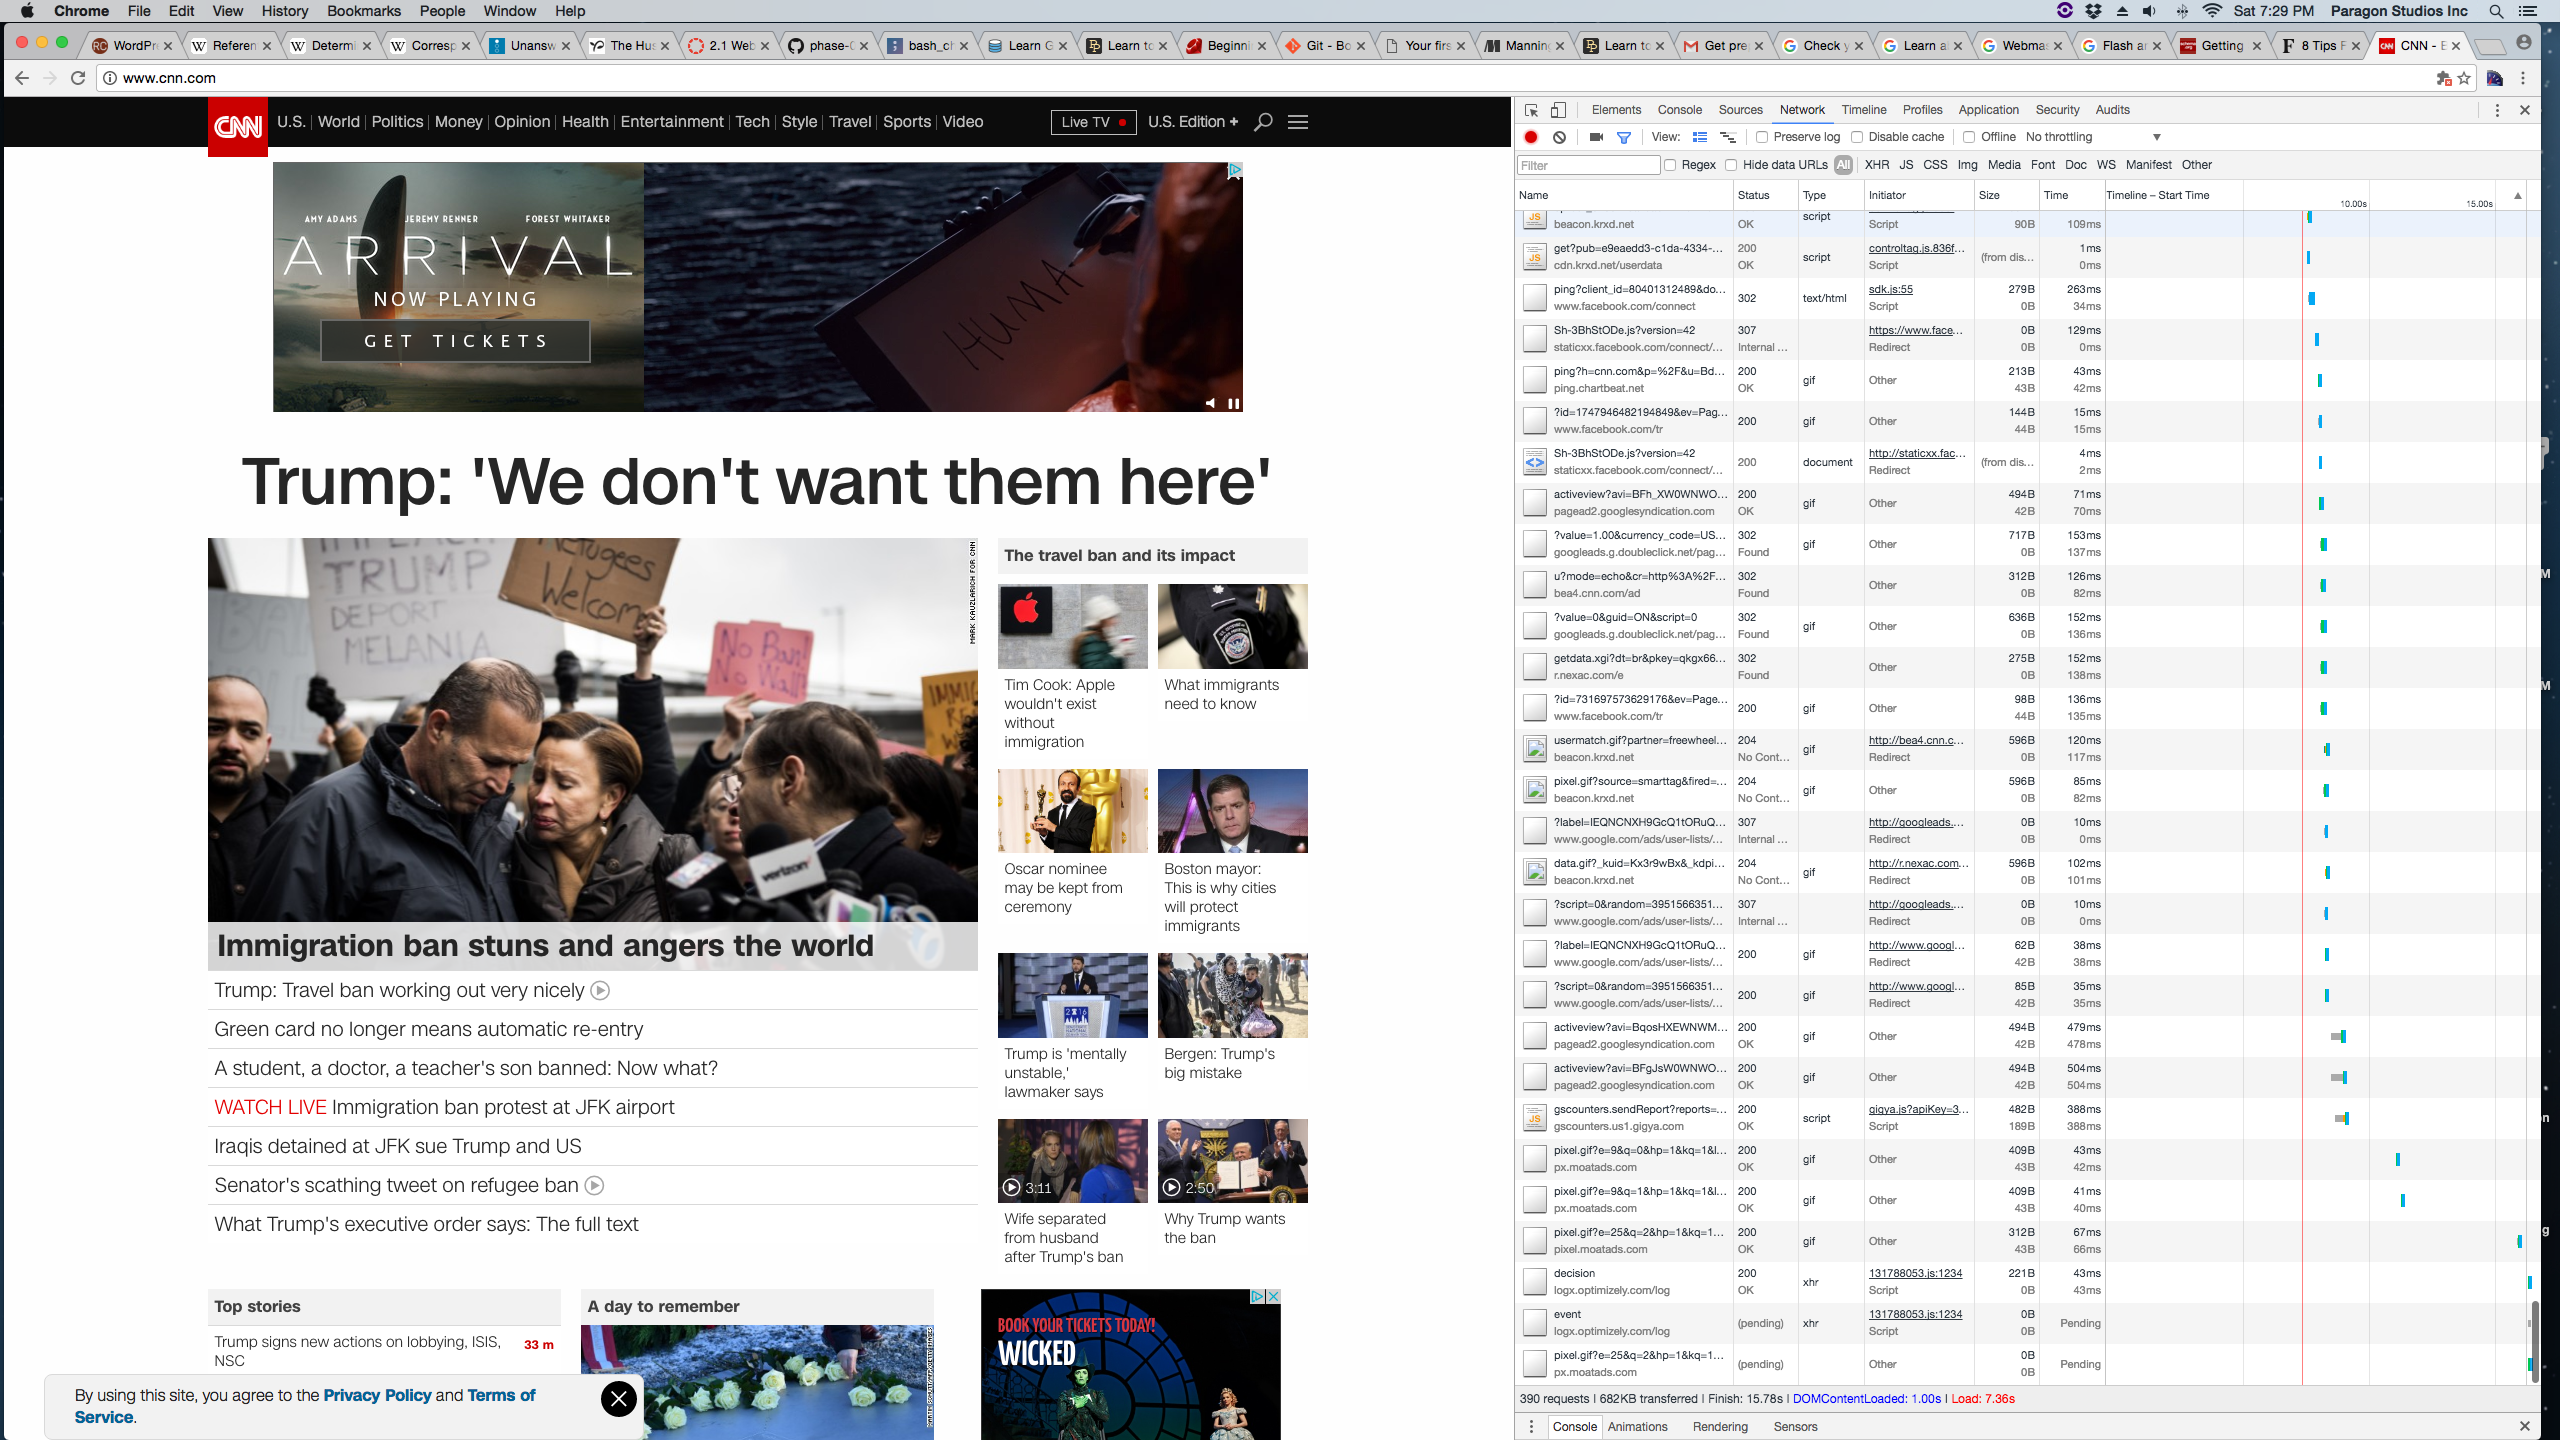 Chrome File Edit View History Bookmarks People Window Help
Sat 7:29 PM Paragon Studios Inc
WordPr Referen Determi Corresp Unansw The Hus 2.1 Web phase-0 bash_ch Learn G Learn to Beginni Git - Bo Your firs Manning Learn to Get pre Check y Learn al Webmas Flash an Getting 8 Tips F CNN - B
www.cnn.com
CNN U.S. World Politics Money Opinion Health Entertainment Tech Style Travel Sports Video Live TV U.S. Edition +
AMY ADAMS JEREMY RENNER FOREST WHITAKER
ARRIVAL
NOW PLAYING
GET TICKETS
HUMA
Trump: 'We don't want them here'
TRUMP
DEPORT
MELANIA
Refugees
Welcome
No Ban!
No Wall!
verizon
MARK KAUZLARICH FOR CNN
Immigration ban stuns and angers the world
Trump: Travel ban working out very nicely
Green card no longer means automatic re-entry
A student, a doctor, a teacher's son banned: Now what?
WATCH LIVE Immigration ban protest at JFK airport
Iraqis detained at JFK sue Trump and US
Senator's scathing tweet on refugee ban
What Trump's executive order says: The full text
The travel ban and its impact
Tim Cook: Apple
wouldn't exist
without
immigration
What immigrants
need to know
Oscar nominee
may be kept from
ceremony
Boston mayor:
This is why cities
will protect
immigrants
Trump is 'mentally
unstable,'
lawmaker says
Bergen: Trump's
big mistake
3:11
Wife separated
from husband
after Trump's ban
2:50
Why Trump wants
the ban
Top stories
Trump signs new actions on lobbying, ISIS,
NSC
33 m
A day to remember
BOOK YOUR TICKETS TODAY!
WICKED
By using this site, you agree to the Privacy Policy and Terms of
Service.
Elements Console Sources Network Timeline Profiles Application Security Audits
View: Preserve log Disable cache Offline No throttling
Filter Regex Hide data URLs All XHR JS CSS Img Media Font Doc WS Manifest Other
Name Status Type Initiator Size Time Timeline – Start Time 10.00s 15.00s
script
beacon.krxd.net OK Script 90B 109ms
get?pub=e9eaedd3-c1da-4334-... 200 script controltag.js.836f... (from dis... 1ms
cdn.krxd.net/userdata OK Script 0ms
ping?client_id=80401312489&do... 302 text/html sdk.js:55 279B 263ms
www.facebook.com/connect Script 0B 34ms
Sh-3BhStODe.js?version=42 307 https://www.face... 0B 129ms
staticxx.facebook.com/connect/... Internal ... Redirect 0B 0ms
ping?h=cnn.com&p=%2F&u=Bd... 200 gif Other 213B 43ms
ping.chartbeat.net OK 43B 42ms
?id=1747946482194849&ev=Pag... 200 gif Other 144B 15ms
www.facebook.com/tr 44B 15ms
Sh-3BhStODe.js?version=42 200 document http://staticxx.fac... (from dis... 4ms
staticxx.facebook.com/connect/... Redirect 2ms
activeview?avi=BFh_XW0WNWO... 200 gif Other 494B 71ms
pagead2.googlesyndication.com OK 42B 70ms
?value=1.00&currency_code=US... 302 gif Other 717B 153ms
googleads.g.doubleclick.net/pag... Found 0B 137ms
u?mode=echo&cr=http%3A%2F... 302 Other 312B 126ms
bea4.cnn.com/ad Found 0B 82ms
?value=0&guid=ON&script=0 302 gif Other 636B 152ms
googleads.g.doubleclick.net/pag... Found 0B 136ms
getdata.xgi?dt=br&pkey=qkgx66... 302 Other 275B 152ms
r.nexac.com/e Found 0B 138ms
?id=731697573629176&ev=Page... 200 gif Other 98B 136ms
www.facebook.com/tr 44B 135ms
usermatch.gif?partner=freewheel... 204 gif http://bea4.cnn.c... 596B 120ms
beacon.krxd.net No Cont... Redirect 0B 117ms
pixel.gif?source=smarttag&fired=... 204 gif Other 596B 85ms
beacon.krxd.net No Cont... 0B 82ms
?label=lEQNCNXH9GcQ1tORuQ... 307 http://googleads.... 0B 10ms
www.google.com/ads/user-lists/... Internal ... Redirect 0B 0ms
data.gif?_kuid=Kx3r9wBx&_kdpi... 204 gif http://r.nexac.com... 596B 102ms
beacon.krxd.net No Cont... Redirect 0B 101ms
?script=0&random=3951566351... 307 http://googleads.... 0B 10ms
www.google.com/ads/user-lists/... Internal ... Redirect 0B 0ms
?label=lEQNCNXH9GcQ1tORuQ... 200 gif http://www.googl... 62B 38ms
www.google.com/ads/user-lists/... Redirect 42B 38ms
?script=0&random=3951566351... 200 gif http://www.googl... 85B 35ms
www.google.com/ads/user-lists/... Redirect 42B 35ms
activeview?avi=BqosHXEWNWM... 200 gif Other 494B 479ms
pagead2.googlesyndication.com OK 42B 478ms
activeview?avi=BFgJsW0WNWO... 200 gif Other 494B 504ms
pagead2.googlesyndication.com OK 42B 504ms
gscounters.sendReport?reports=... 200 script gigya.js?apiKey=3... 482B 388ms
gscounters.us1.gigya.com OK Script 189B 388ms
pixel.gif?e=9&q=0&hp=1&kq=1&l... 200 gif Other 409B 43ms
px.moatads.com OK 43B 42ms
pixel.gif?e=9&q=1&hp=1&kq=1&l... 200 gif Other 409B 41ms
px.moatads.com OK 43B 40ms
pixel.gif?e=25&q=2&hp=1&kq=1... 200 gif Other 312B 67ms
pixel.moatads.com OK 43B 66ms
decision 200 xhr 131788053.js:1234 221B 43ms
logx.optimizely.com/log OK Script 0B 43ms
event (pending) xhr 131788053.js:1234 0B Pending
logx.optimizely.com/log Script 0B
pixel.gif?e=25&q=2&hp=1&kq=1... (pending) Other 0B Pending
px.moatads.com 0B
390 requests | 682KB transferred | Finish: 15.78s | DOMContentLoaded: 1.00s | Load: 7.36s
Console Animations Rendering Sensors